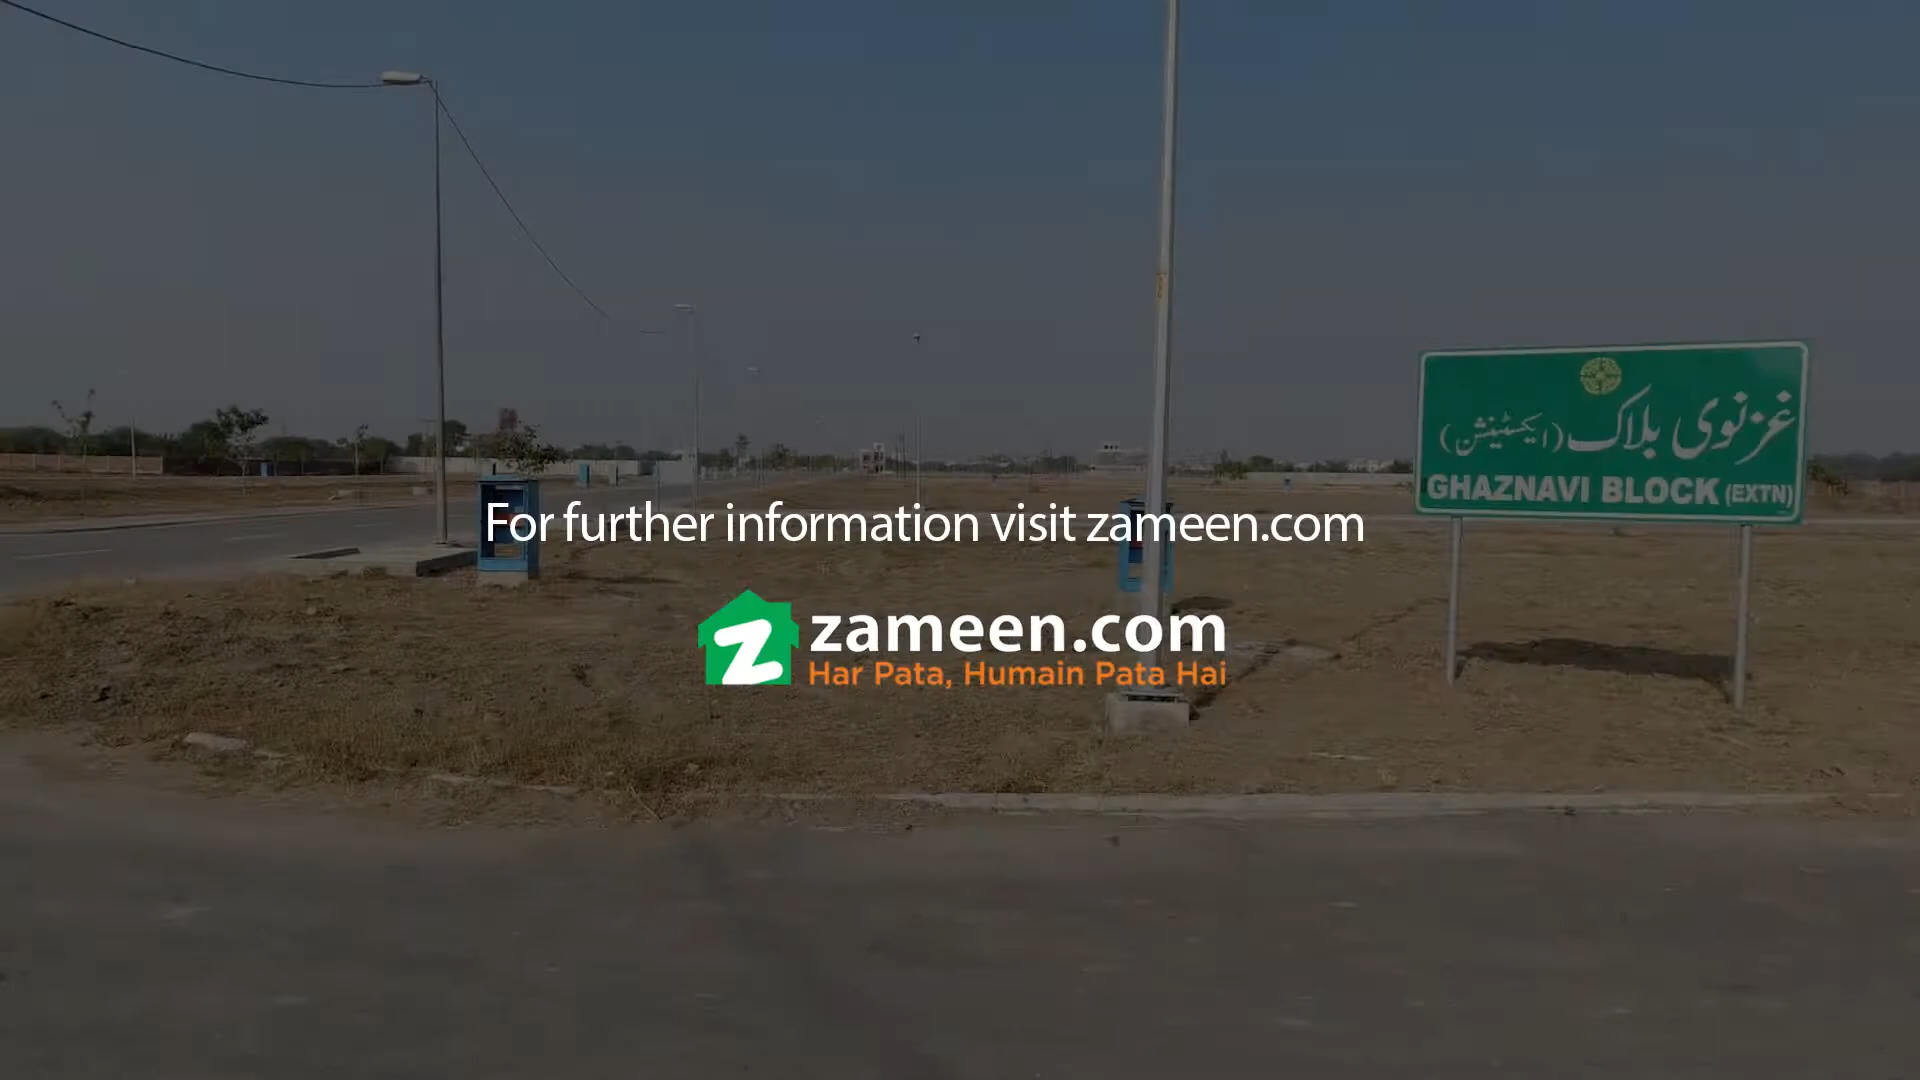 غزنوی بلاک (ایکسٹینشن)
GHAZNAVI BLOCK (EXTN)
For further information visit zameen.com
zameen.com
Har Pata, Humain Pata Hai